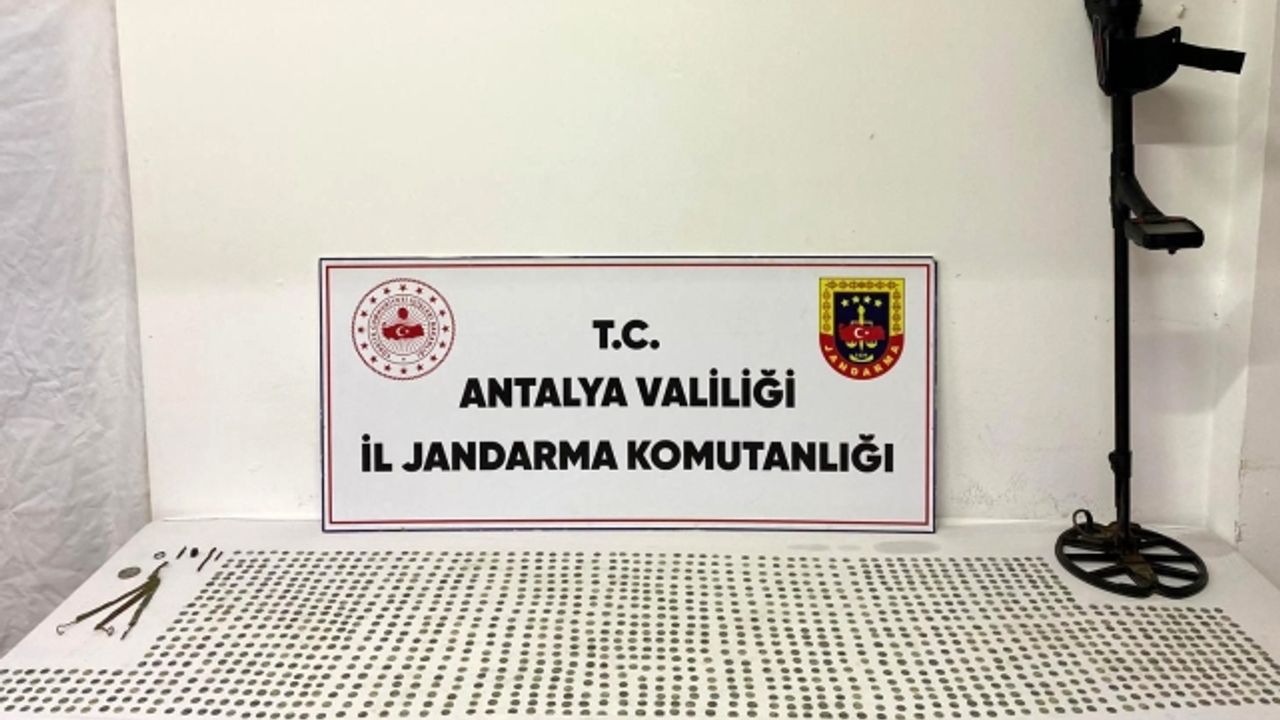 T.C.
ANTALYA VALİLİĞİ
İL JANDARMA KOMUTANLIĞI
JANDARMA